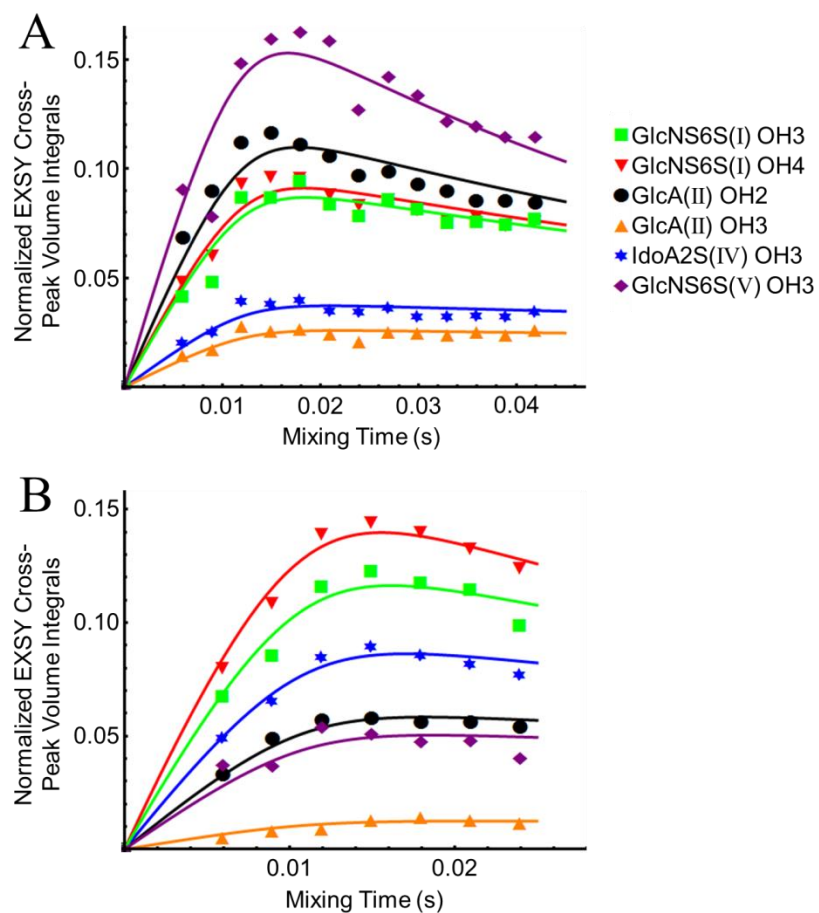 A
Normalized EXSY Cross-
Peak Volume Integrals
0.15
0.10
0.05
0.01
0.02
0.03
0.04
Mixing Time (s)
GlcNS6S(I) OH3
GlcNS6S(I) OH4
GlcA(II) OH2
GlcA(II) OH3
IdoA2S(IV) OH3
GlcNS6S(V) OH3
B
Normalized EXSY Cross-
Peak Volume Integrals
0.15
0.10
0.05
0.01
0.02
Mixing Time (s)